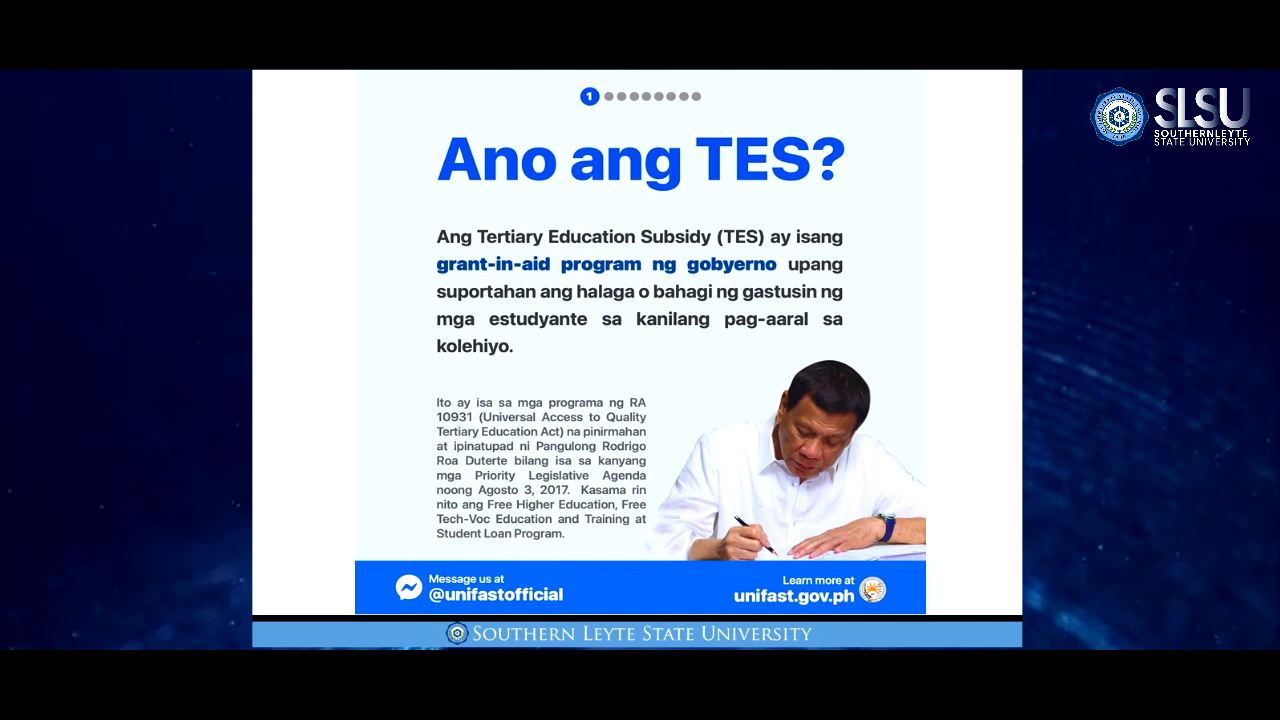 1
Ano ang TES?
Ang Tertiary Education Subsidy (TES) ay isang
grant-in-aid program ng gobyerno upang
suportahan ang halaga o bahagi ng gastusin ng
mga estudyante sa kanilang pag-aaral sa
kolehiyo.
Ito ay isa sa mga programa ng RA
10931 (Universal Access to Quality
Tertiary Education Act) na pinirmahan
at ipinatupad ni Pangulong Rodrigo
Roa Duterte bilang isa sa kanyang
mga Priority Legislative Agenda
noong Agosto 3, 2017. Kasama rin
nito ang Free Higher Education, Free
Tech-Voc Education and Training at
Student Loan Program.
Message us at
@unifastofficial
Learn more at
unifast.gov.ph
SOUTHERN LEYTE STATE UNIVERSITY
SLSU
SOUTHERN LEYTE
STATE UNIVERSITY